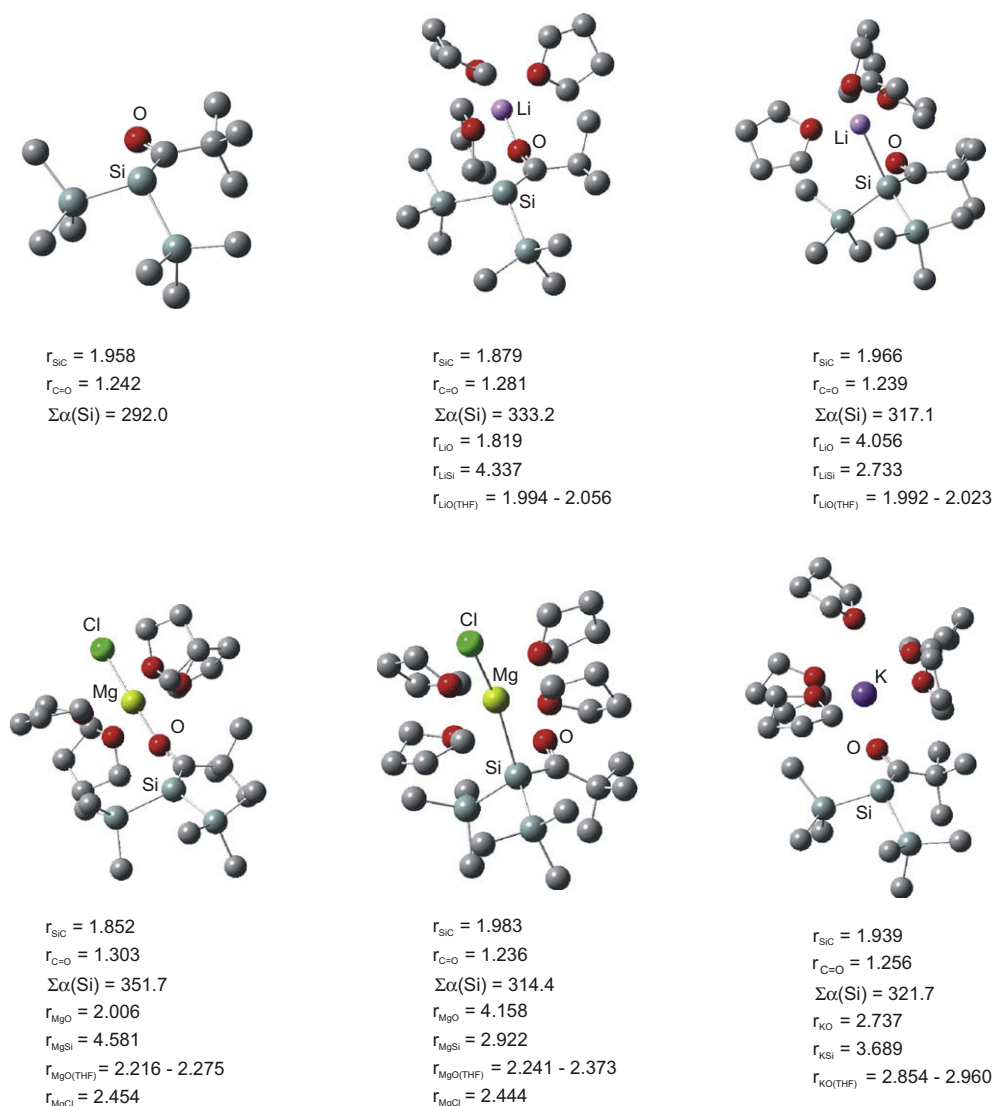 O
Si
Li
O
Si
Li
O
Si
r_SiC = 1.958
r_C=O = 1.242
Σα(Si) = 292.0
r_SiC = 1.879
r_C=O = 1.281
Σα(Si) = 333.2
r_LiO = 1.819
r_LiSi = 4.337
r_LiO(THF) = 1.994 - 2.056
r_SiC = 1.966
r_C=O = 1.239
Σα(Si) = 317.1
r_LiO = 4.056
r_LiSi = 2.733
r_LiO(THF) = 1.992 - 2.023
Cl
Mg
O
Si
Cl
Mg
O
Si
K
O
Si
r_SiC = 1.852
r_C=O = 1.303
Σα(Si) = 351.7
r_MgO = 2.006
r_MgSi = 4.581
r_MgO(THF) = 2.216 - 2.275
r_MgCl = 2.454
r_SiC = 1.983
r_C=O = 1.236
Σα(Si) = 314.4
r_MgO = 4.158
r_MgSi = 2.922
r_MgO(THF) = 2.241 - 2.373
r_MgCl = 2.444
r_SiC = 1.939
r_C=O = 1.256
Σα(Si) = 321.7
r_KO = 2.737
r_KSi = 3.689
r_KO(THF) = 2.854 - 2.960